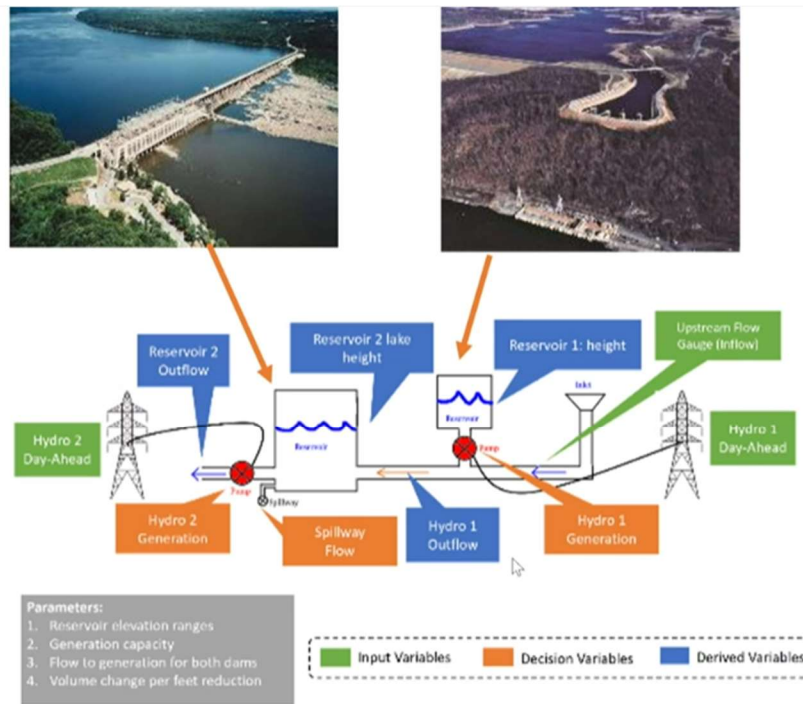 Reservoir 2
Outflow
Reservoir 2 lake
height
Reservoir 1: height
Upstream Flow
Gauge (Inflow)
Inlet
Reservoir
Reservoir
Hydro 2
Day-Ahead
Hydro 1
Day-Ahead
Pump
Pump
Spillway
Hydro 2
Generation
Spillway
Flow
Hydro 1
Outflow
Hydro 1
Generation
Parameters:
1. Reservoir elevation ranges
2. Generation capacity
3. Flow to generation for both dams
4. Volume change per feet reduction
Input Variables
Decision Variables
Derived Variables